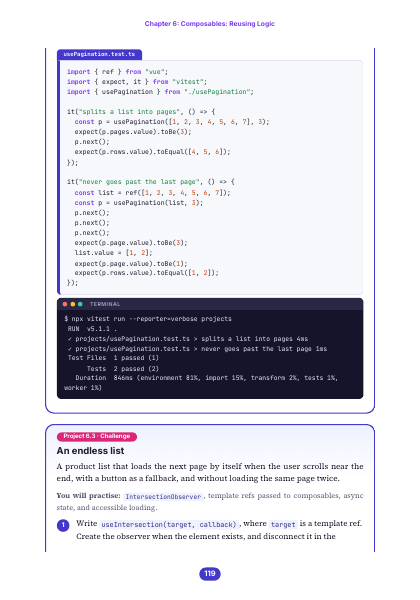 Chapter 6: Composables: Reusing Logic
usePagination.test.ts
import { ref } from "vue";
import { expect, it } from "vitest";
import { usePagination } from "./usePagination";
it("splits a list into pages", () => {
  const p = usePagination([1, 2, 3, 4, 5, 6, 7], 3);
  expect(p.pages.value).toBe(3);
  p.next();
  expect(p.rows.value).toEqual([4, 5, 6]);
});
it("never goes past the last page", () => {
  const list = ref([1, 2, 3, 4, 5, 6, 7]);
  const p = usePagination(list, 3);
  p.next();
  p.next();
  p.next();
  expect(p.page.value).toBe(3);
  list.value = [1, 2];
  expect(p.page.value).toBe(1);
  expect(p.rows.value).toEqual([1, 2]);
});
TERMINAL
$ npx vitest run --reporter=verbose projects
 RUN  v5.1.1 .
 ✓ projects/usePagination.test.ts > splits a list into pages 4ms
 ✓ projects/usePagination.test.ts > never goes past the last page 1ms
 Test Files  1 passed (1)
      Tests  2 passed (2)
   Duration  846ms (environment 81%, import 15%, transform 2%, tests 1%,
worker 1%)
Project 6.3 · Challenge
An endless list
A product list that loads the next page by itself when the user scrolls near the
end, with a button as a fallback, and without loading the same page twice.
You will practise: IntersectionObserver, template refs passed to composables, async
state, and accessible loading.
1 Write useIntersection(target, callback), where target is a template ref.
Create the observer when the element exists, and disconnect it in the
119